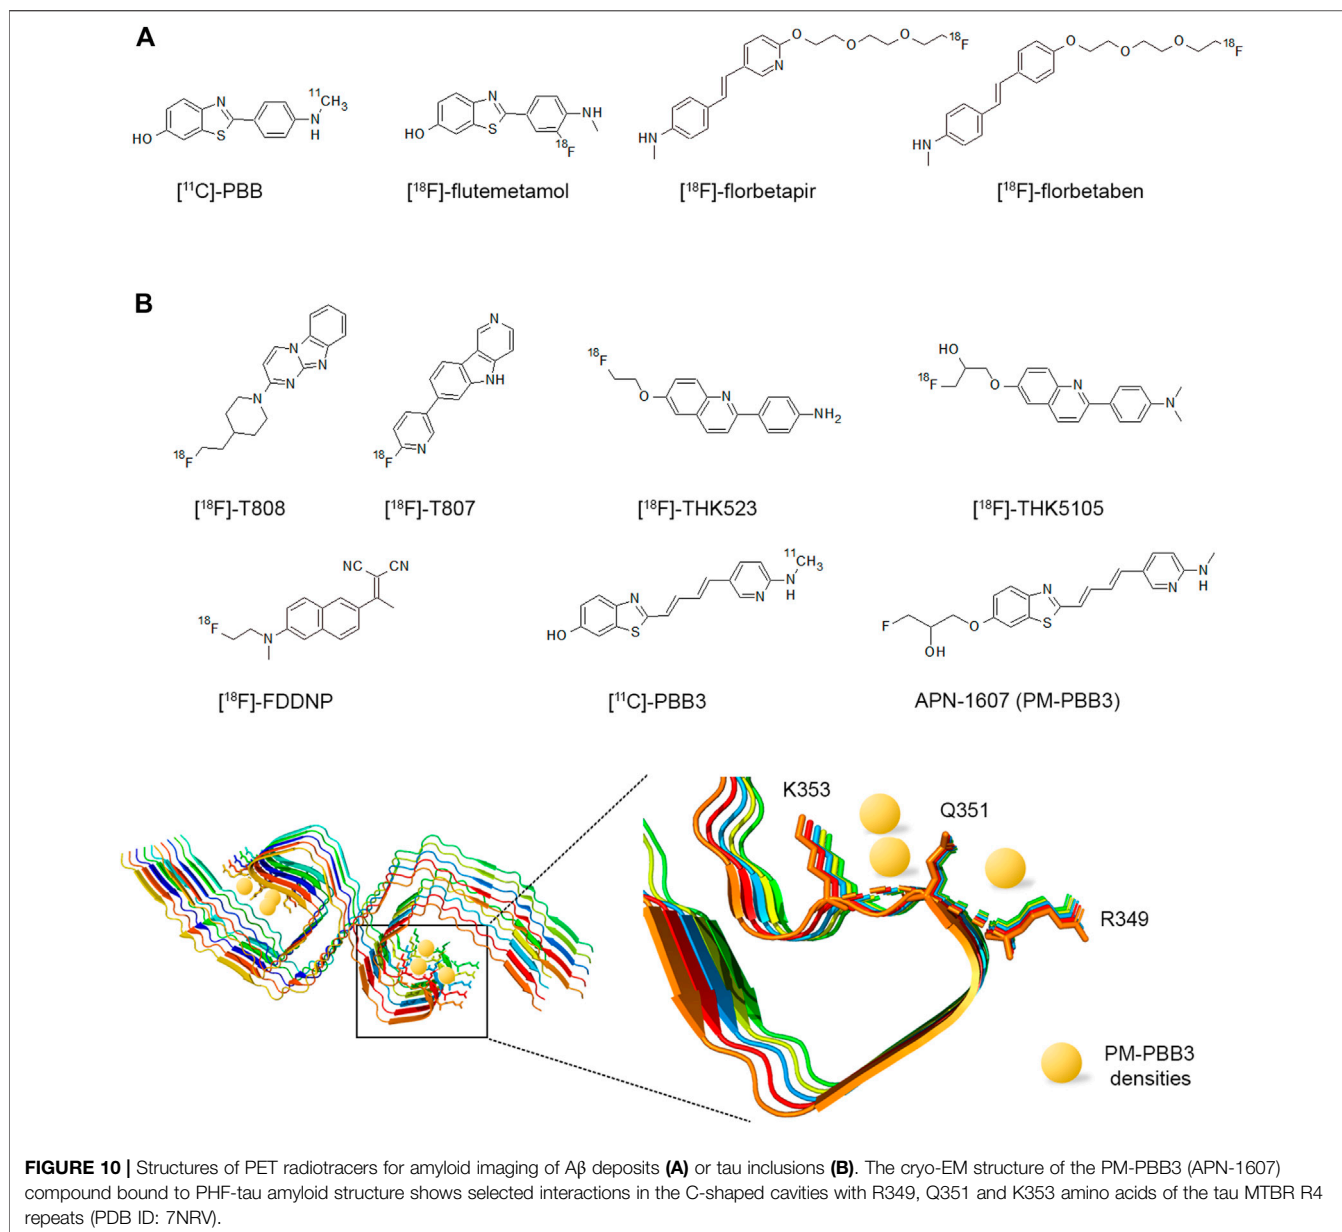 A
N
S
HO
¹¹CH₃
N
H
[¹¹C]-PBB
N
S
HO
NH
¹⁸F
[¹⁸F]-flutemetamol
O
O
O
¹⁸F
N
HN
[¹⁸F]-florbetapir
O
O
O
¹⁸F
HN
[¹⁸F]-florbetaben
B
N
N
N
N
¹⁸F
[¹⁸F]-T808
N
NH
N
¹⁸F
[¹⁸F]-T807
¹⁸F
O
N
NH₂
[¹⁸F]-THK523
HO
¹⁸F
O
N
N
[¹⁸F]-THK5105
NC
CN
¹⁸F
N
[¹⁸F]-FDDNP
HO
N
S
N
¹¹CH₃
N
H
[¹¹C]-PBB3
F
OH
O
N
S
N
N
H
APN-1607 (PM-PBB3)
K353
Q351
R349
PM-PBB3
densities
FIGURE 10 | Structures of PET radiotracers for amyloid imaging of Aβ deposits (A) or tau inclusions (B). The cryo-EM structure of the PM-PBB3 (APN-1607)
compound bound to PHF-tau amyloid structure shows selected interactions in the C-shaped cavities with R349, Q351 and K353 amino acids of the tau MTBR R4
repeats (PDB ID: 7NRV).